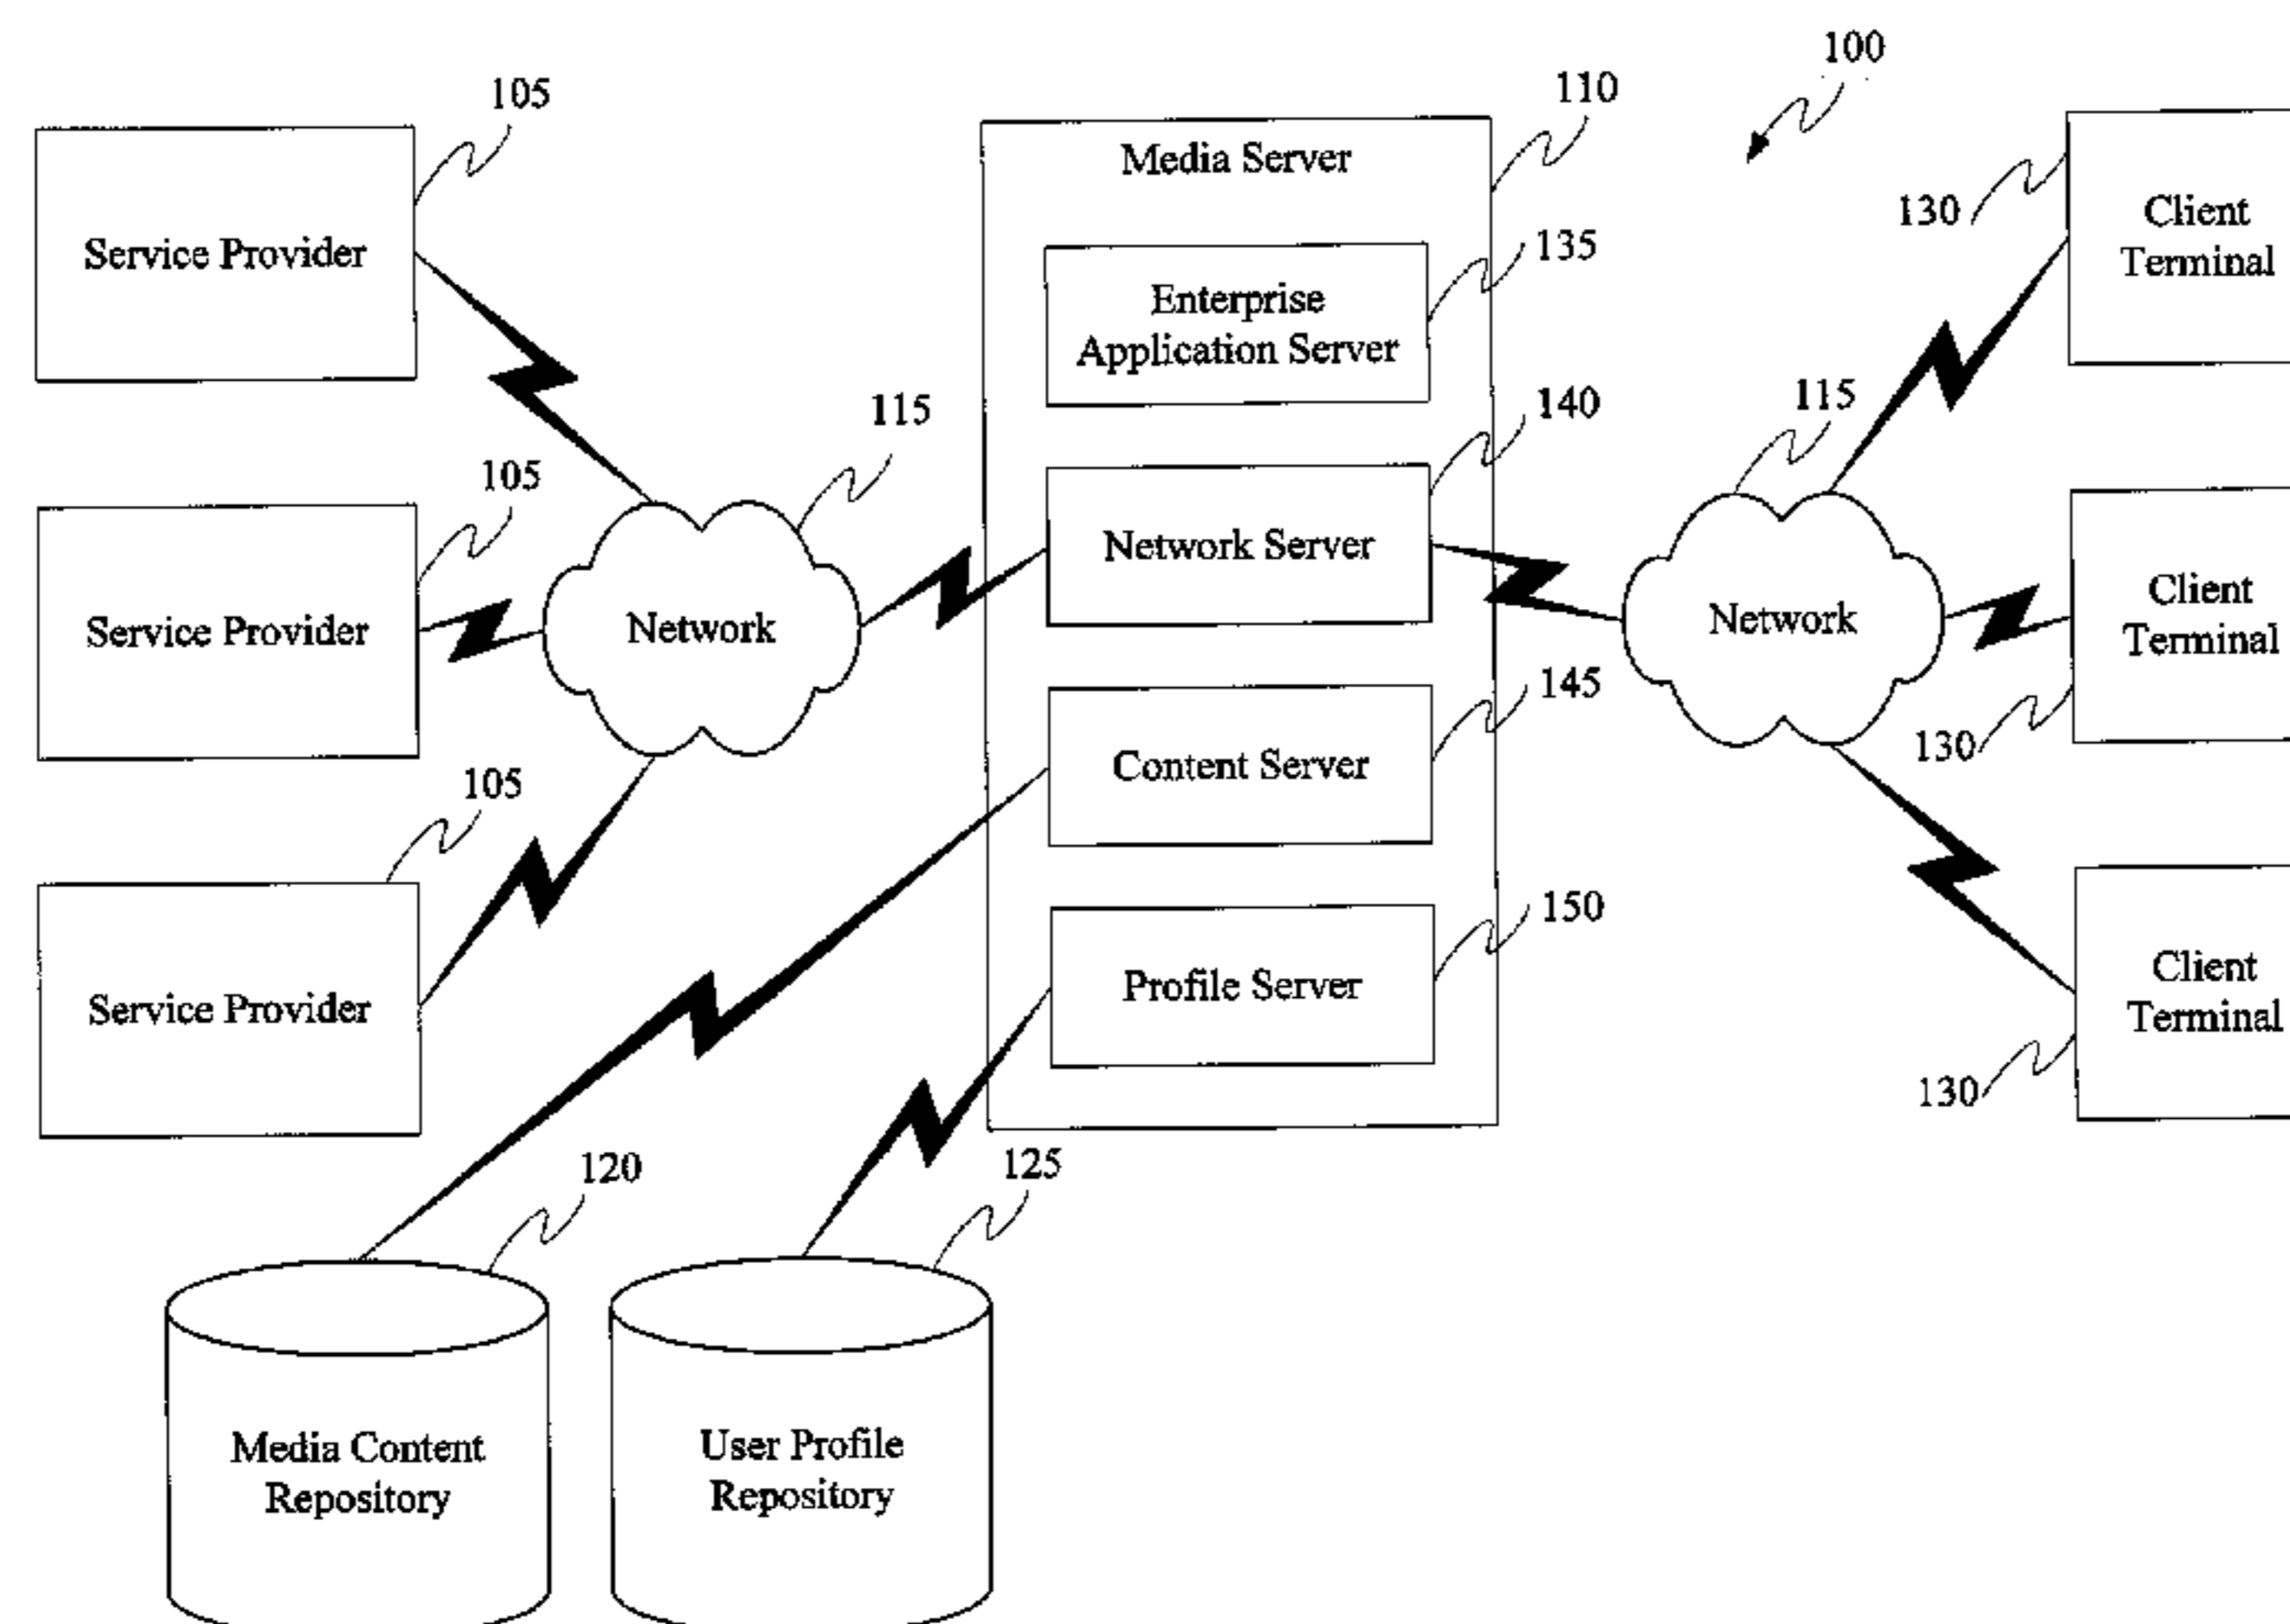 100
105
110
Media Server
Service Provider
130
Client
Terminal
135
Enterprise
Application Server
115
140
115
105
Service Provider
Network
Network Server
Network
Client
Terminal
130
145
Content Server
105
Service Provider
150
Profile Server
Client
Terminal
130
120
125
Media Content
Repository
User Profile
Repository